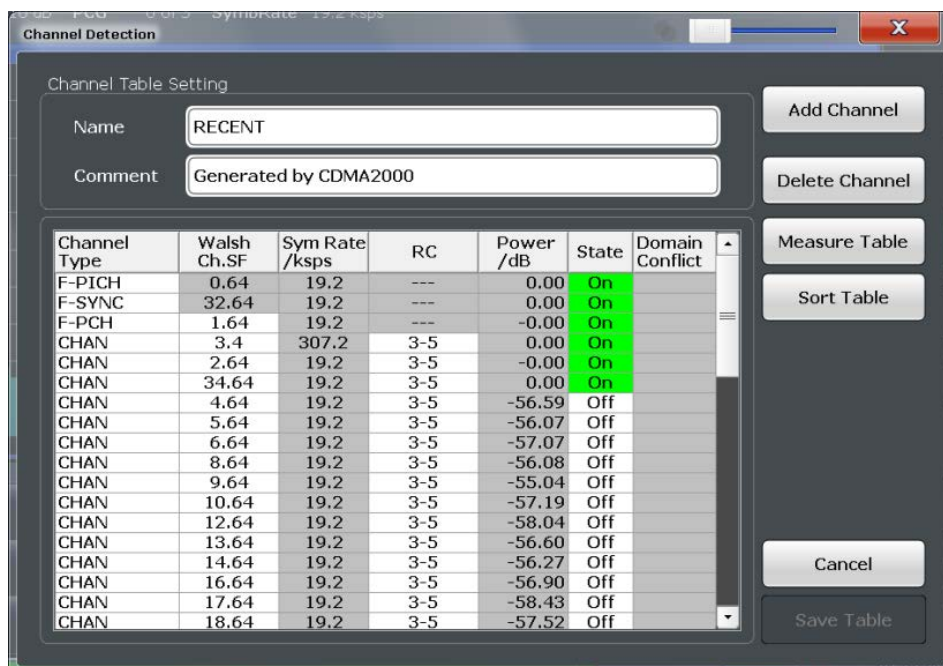 PCG 0 of 5 SymbRate 19.2 ksps
Channel Detection
X
Channel Table Setting
Name RECENT
Comment Generated by CDMA2000
Add Channel
Delete Channel
Measure Table
Sort Table
Channel Type Walsh Ch.SF Sym Rate /ksps RC Power /dB State Domain Conflict
F-PICH 0.64 19.2 --- 0.00 On
F-SYNC 32.64 19.2 --- 0.00 On
F-PCH 1.64 19.2 --- -0.00 On
CHAN 3.4 307.2 3-5 0.00 On
CHAN 2.64 19.2 3-5 -0.00 On
CHAN 34.64 19.2 3-5 0.00 On
CHAN 4.64 19.2 3-5 -56.59 Off
CHAN 5.64 19.2 3-5 -56.07 Off
CHAN 6.64 19.2 3-5 -57.07 Off
CHAN 8.64 19.2 3-5 -56.08 Off
CHAN 9.64 19.2 3-5 -55.04 Off
CHAN 10.64 19.2 3-5 -57.19 Off
CHAN 12.64 19.2 3-5 -58.04 Off
CHAN 13.64 19.2 3-5 -56.60 Off
CHAN 14.64 19.2 3-5 -56.27 Off
CHAN 16.64 19.2 3-5 -56.90 Off
CHAN 17.64 19.2 3-5 -58.43 Off
CHAN 18.64 19.2 3-5 -57.52 Off
Cancel
Save Table